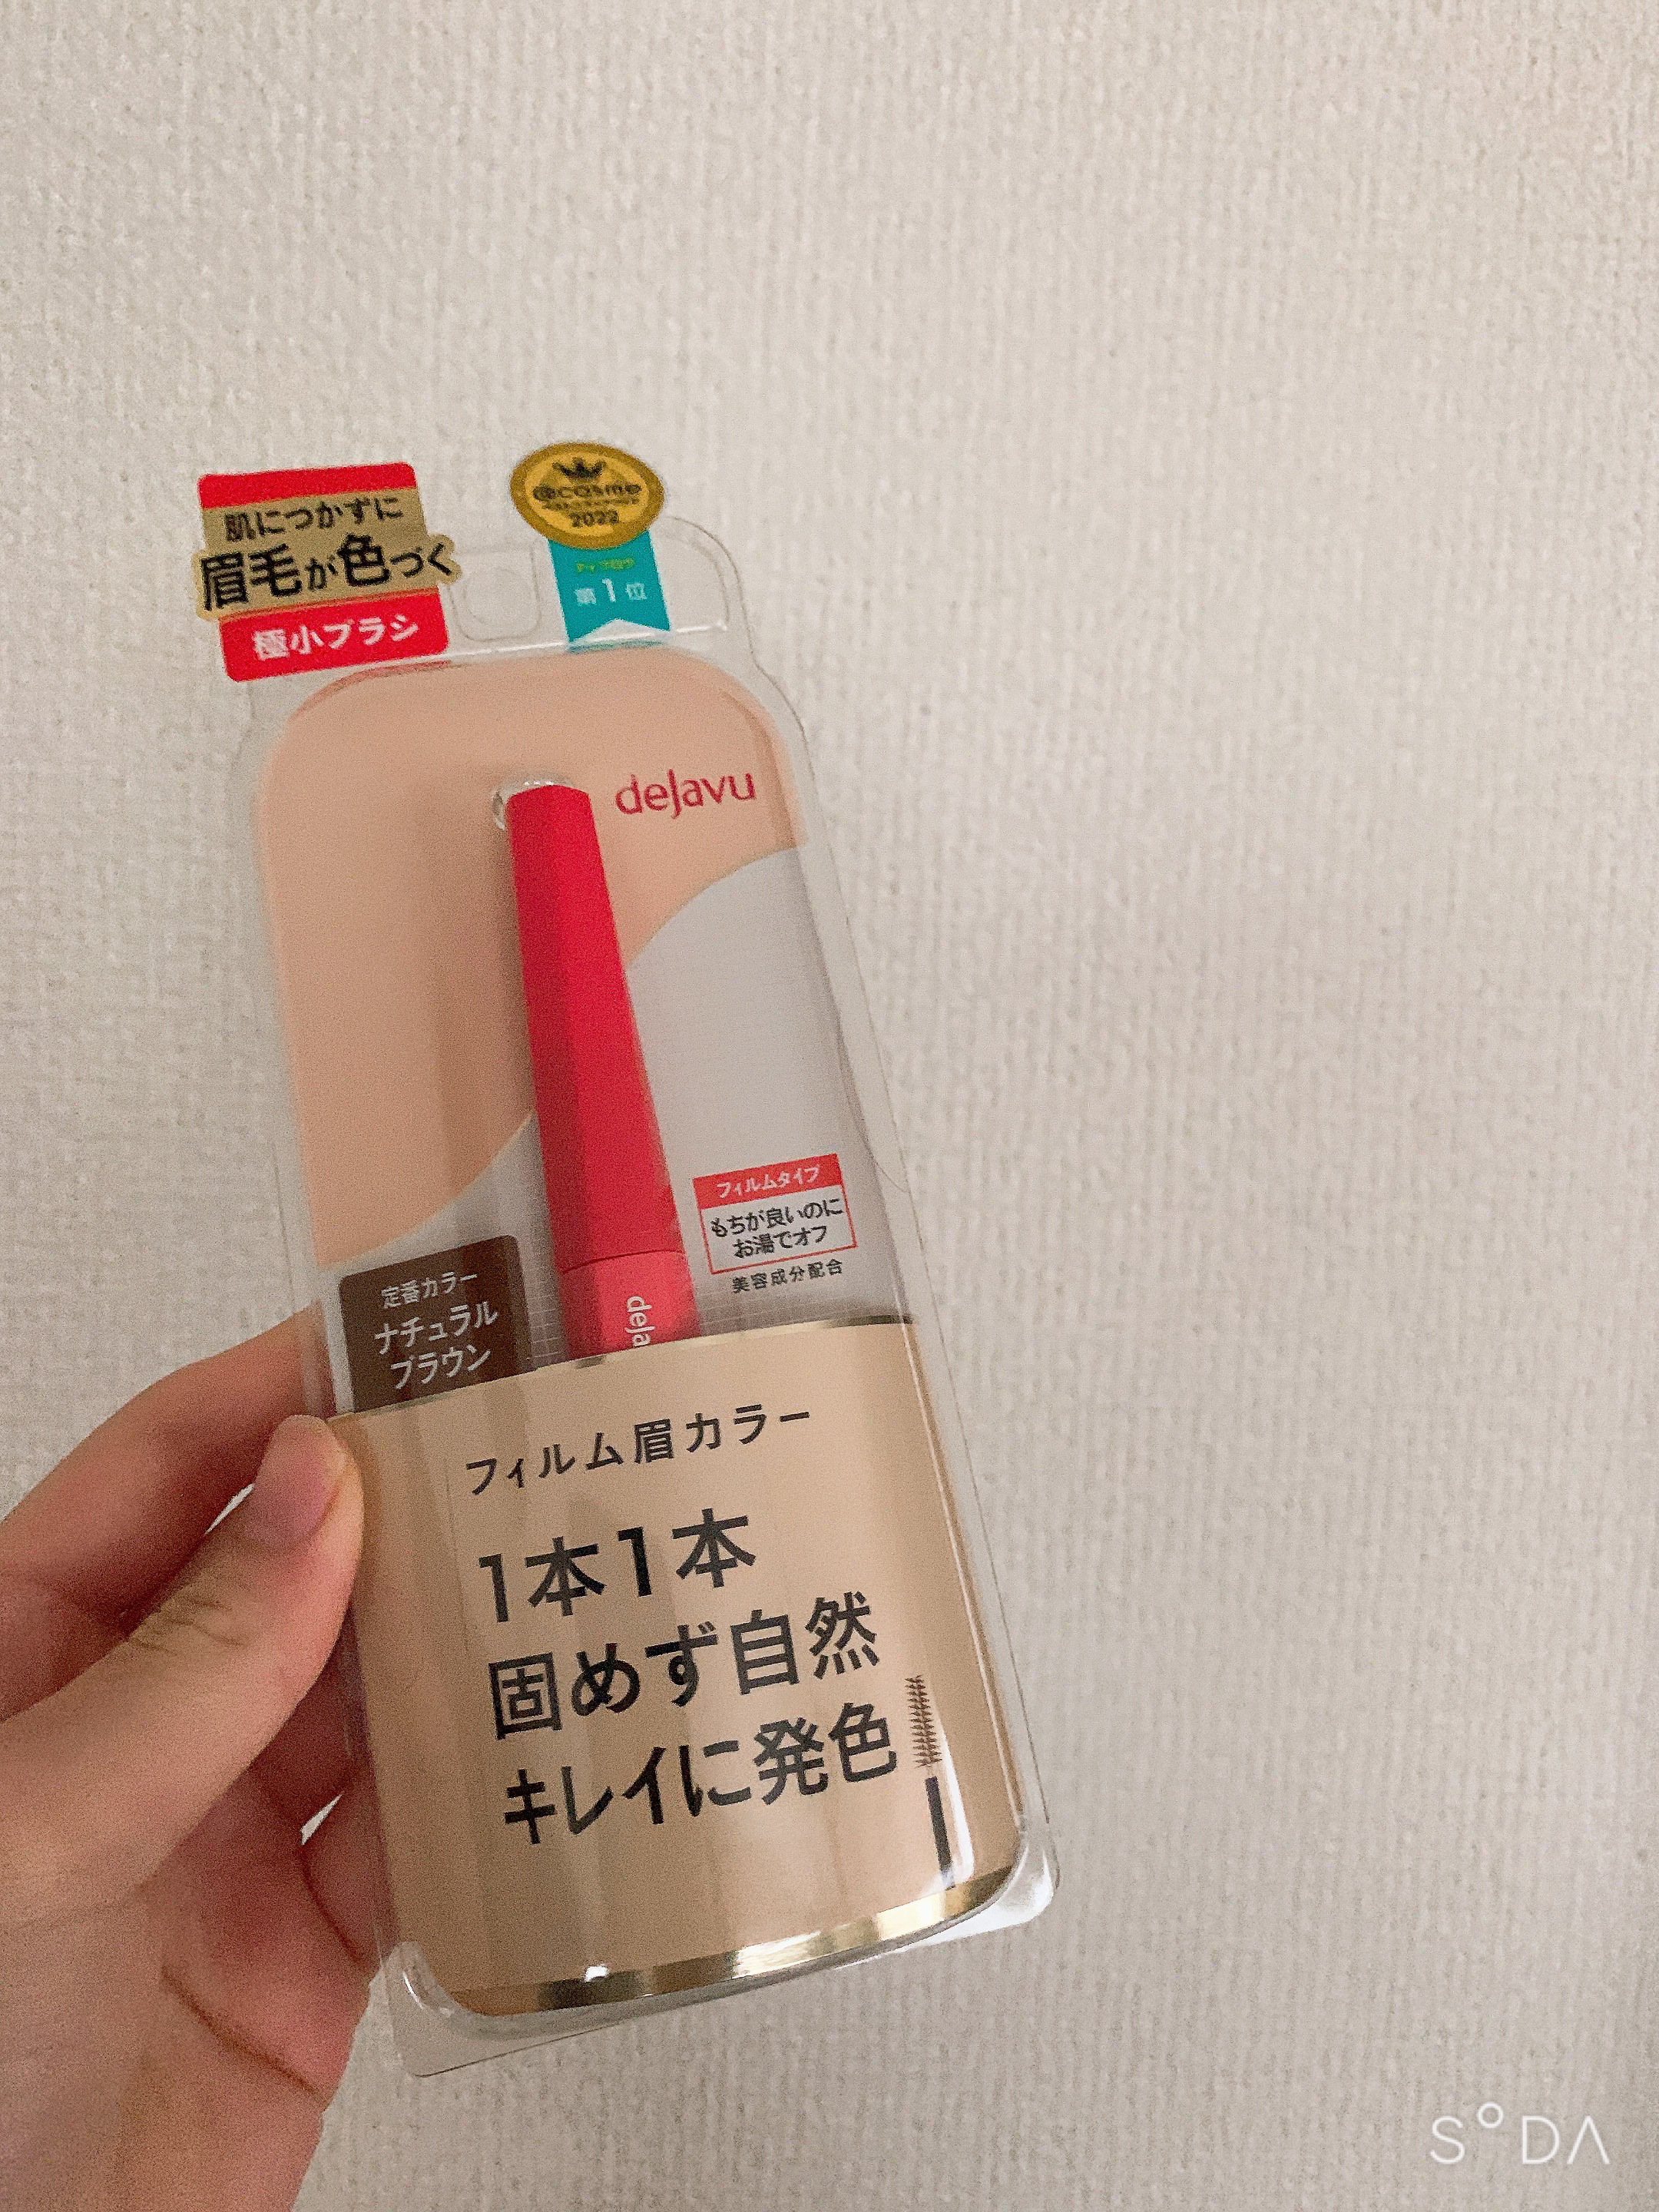 肌につかずに
眉毛が色づく
極小ブラシ
@cosme
2022
第1位
dejavu
フィルムタイプ
もちが良いのに
お湯でオフ
美容成分配合
定番カラー
ナチュラル
ブラウン
deja
フィルム眉カラー
1本1本
固めず自然
キレイに発色
SODA